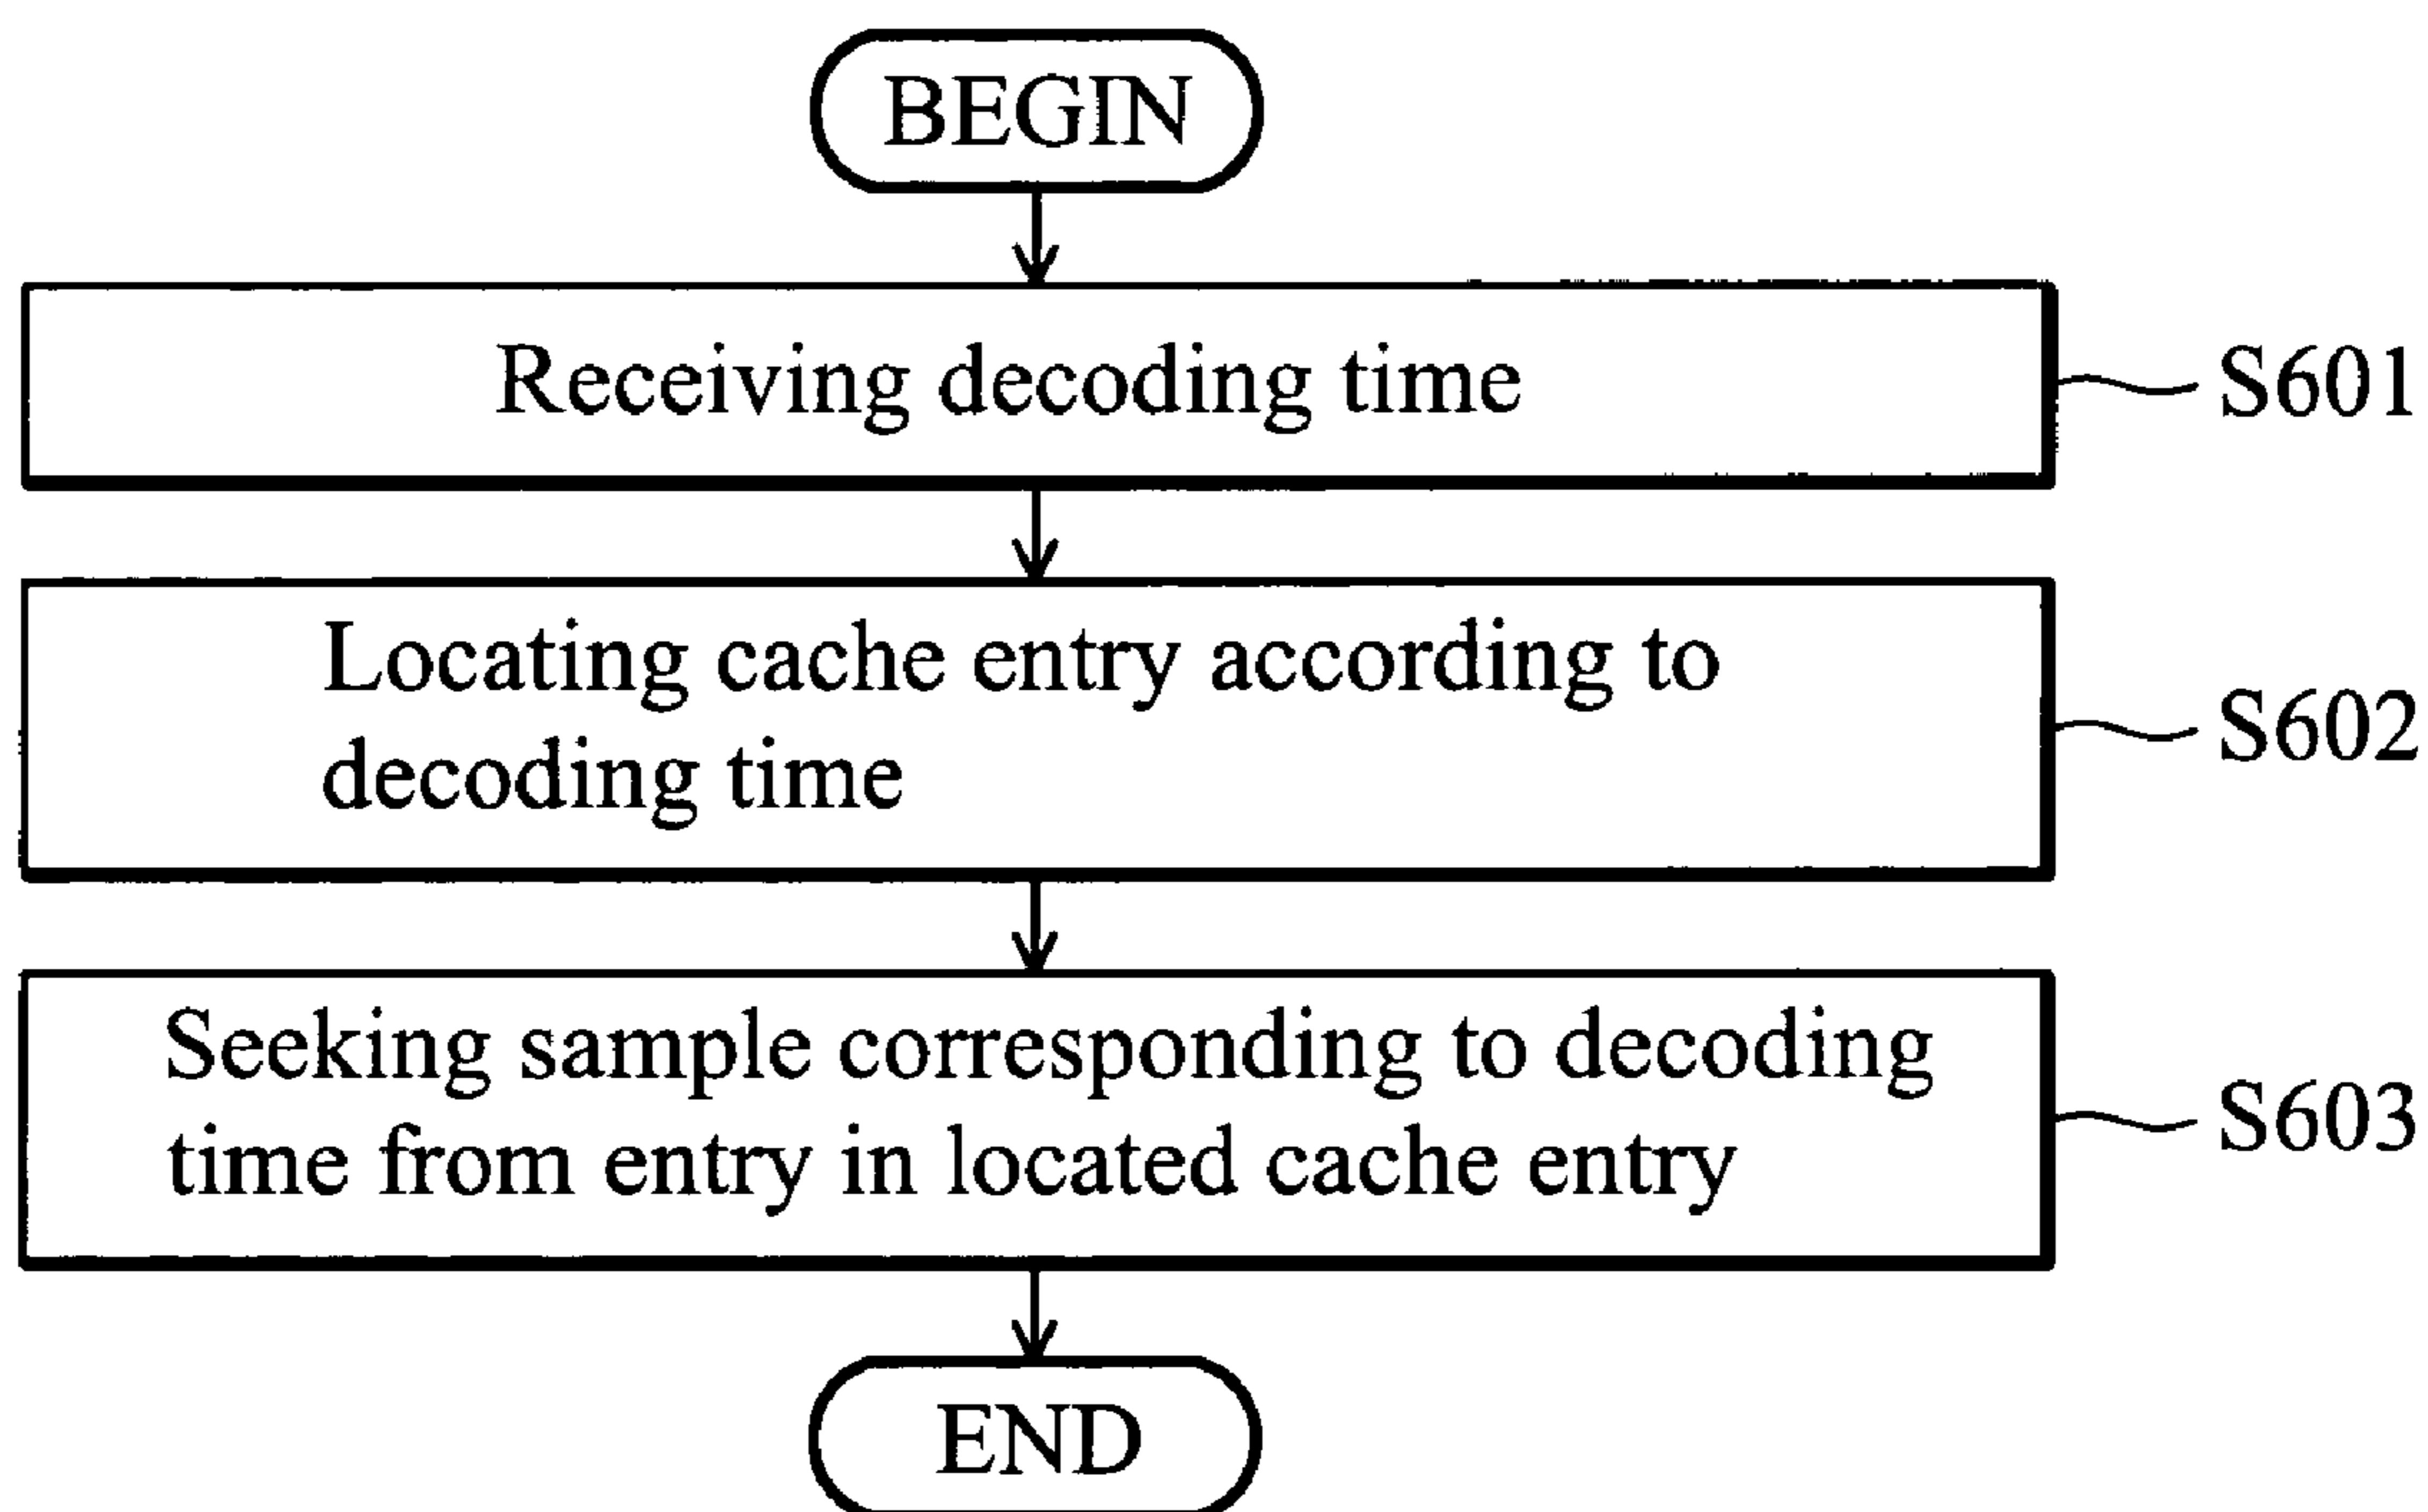 BEGIN
Receiving decoding time
S601
Locating cache entry according to
decoding time
S602
Seeking sample corresponding to decoding
time from entry in located cache entry
S603
END